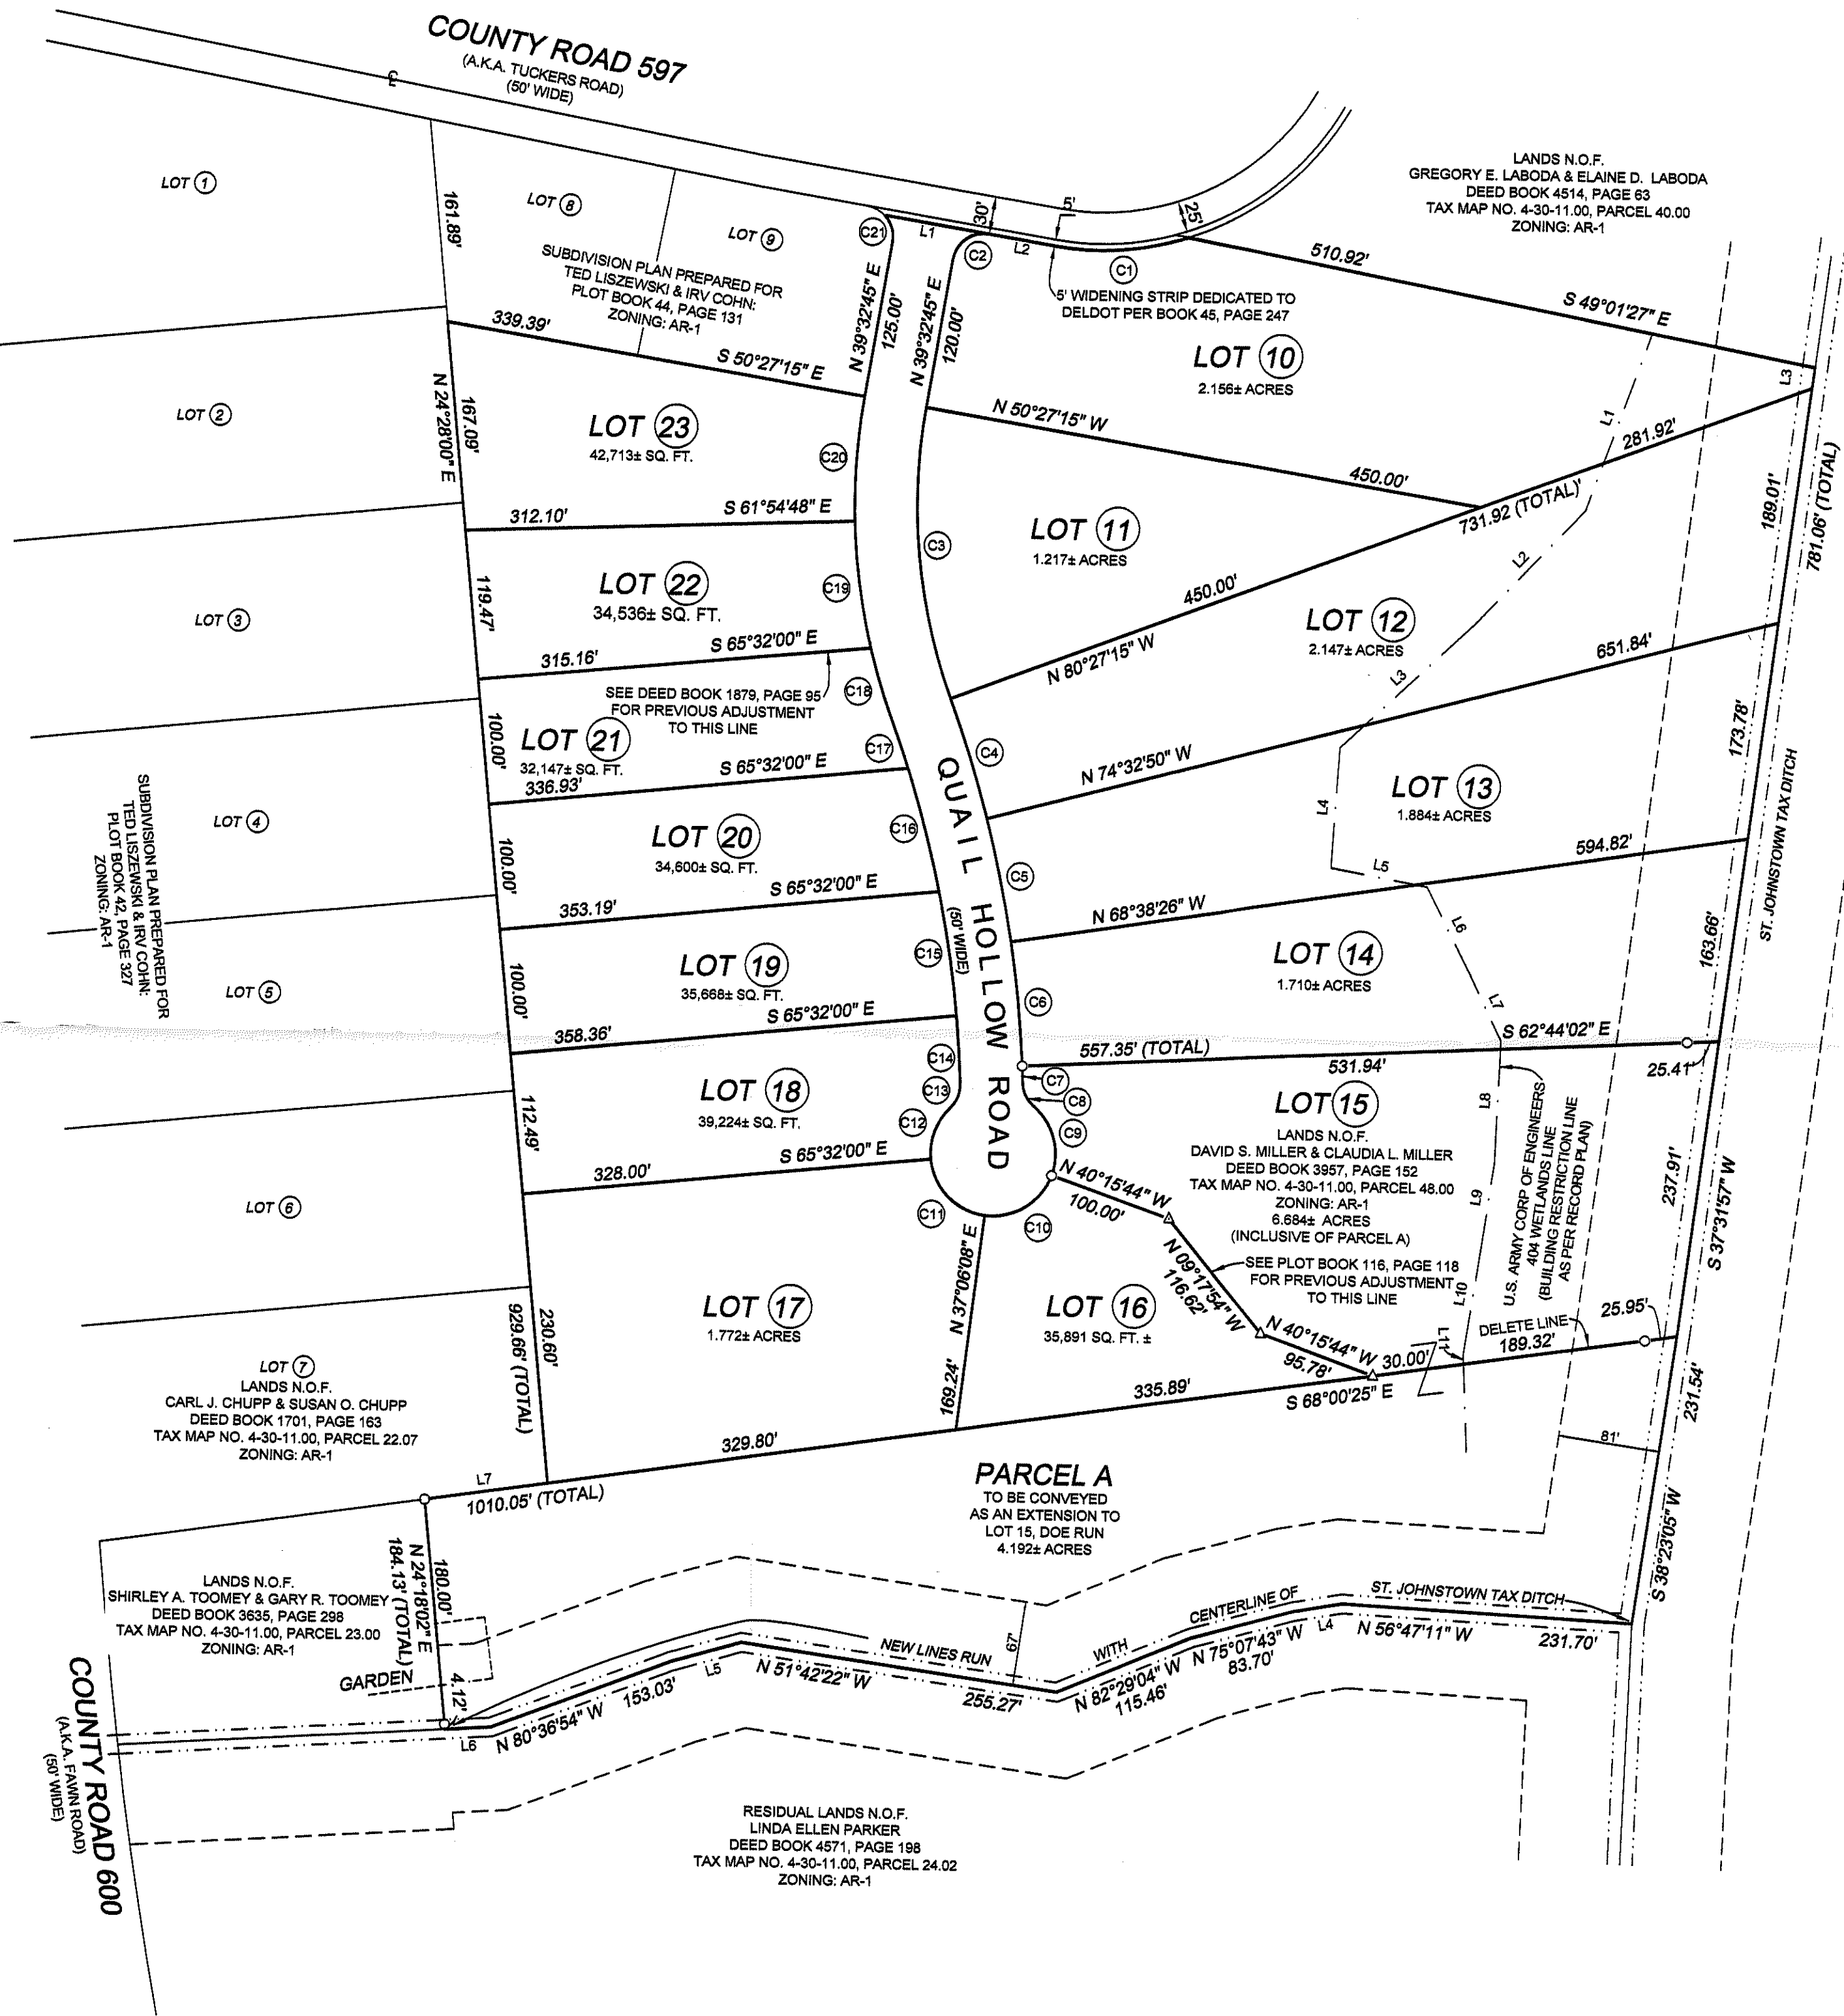 COUNTY ROAD 597
(A.K.A. TUCKERS ROAD)
(50' WIDE)
LANDS N.O.F.
GREGORY E. LABODA & ELAINE D. LABODA
DEED BOOK 4514, PAGE 63
TAX MAP NO. 4-30-11.00, PARCEL 40.00
ZONING: AR-1
LOT 1
161.89'
LOT 8
LOT 9
SUBDIVISION PLAN PREPARED FOR
TED LISZEWSKI & IRV COHN:
PLOT BOOK 44, PAGE 131
ZONING: AR-1
C21
L1
30'
5'
25'
C2
L2
C1
5' WIDENING STRIP DEDICATED TO
DELDOT PER BOOK 45, PAGE 247
510.92'
S 49°01'27" E
N 39°32'45" E
125.00'
N 39°32'45" E
120.00'
LOT 10
2.156± ACRES
L3
L1
339.39'
S 50°27'15" E
LOT 2
N 24°28'00" E
167.09'
LOT 23
42,713± SQ. FT.
C20
N 50°27'15" W
450.00'
281.92'
731.92 (TOTAL)'
189.01'
781.06' (TOTAL)
312.10'
S 61°54'48" E
LOT 11
1.217± ACRES
C3
L2
LOT 3
119.47'
LOT 22
34,536± SQ. FT.
C19
450.00'
N 80°27'15" W
LOT 12
2.147± ACRES
651.84'
315.16'
S 65°32'00" E
SEE DEED BOOK 1879, PAGE 95
FOR PREVIOUS ADJUSTMENT
TO THIS LINE
C18
L3
100.00'
LOT 21
32,147± SQ. FT.
336.93'
S 65°32'00" E
C17
C4
N 74°32'50" W
173.78'
ST. JOHNSTOWN TAX DITCH
QUAIL HOLLOW ROAD
(50' WIDE)
L4
LOT 13
1.884± ACRES
SUBDIVISION PLAN PREPARED FOR
TED LISZEWSKI & IRV COHN:
PLOT BOOK 42, PAGE 327
ZONING: AR-1
LOT 4
100.00'
LOT 20
34,600± SQ. FT.
C16
353.19'
S 65°32'00" E
C5
L5
594.82'
N 68°38'26" W
L6
163.66'
LOT 5
100.00'
LOT 19
35,668± SQ. FT.
C15
LOT 14
1.710± ACRES
C6
L7
358.36'
S 65°32'00" E
S 62°44'02" E
557.35' (TOTAL)
531.94'
25.41'
C14
C13
C12
C7
C8
C9
LOT 18
39,224± SQ. FT.
112.49'
328.00'
S 65°32'00" E
LOT 15
LANDS N.O.F.
DAVID S. MILLER & CLAUDIA L. MILLER
DEED BOOK 3957, PAGE 152
TAX MAP NO. 4-30-11.00, PARCEL 48.00
ZONING: AR-1
6.684± ACRES
(INCLUSIVE OF PARCEL A)
SEE PLOT BOOK 116, PAGE 118
FOR PREVIOUS ADJUSTMENT
TO THIS LINE
L8
L9
L10
L11
U.S. ARMY CORP OF ENGINEERS
404 WETLANDS LINE
(BUILDING RESTRICTION LINE
AS PER RECORD PLAN)
237.91'
S 37°31'57" W
LOT 6
C11
C10
N 40°15'44" W
100.00'
N 09°17'54" W
116.62'
N 40°15'44" W
95.78'
30.00'
DELETE LINE
189.32'
25.95'
LOT 17
1.772± ACRES
N 37°06'08" E
169.24'
LOT 16
35,891 SQ. FT. ±
230.60'
929.66' (TOTAL)
335.89'
S 68°00'25" E
231.54'
LOT 7
LANDS N.O.F.
CARL J. CHUPP & SUSAN O. CHUPP
DEED BOOK 1701, PAGE 163
TAX MAP NO. 4-30-11.00, PARCEL 22.07
ZONING: AR-1
329.80'
L7
1010.05' (TOTAL)
81'
PARCEL A
TO BE CONVEYED
AS AN EXTENSION TO
LOT 15, DOE RUN
4.192± ACRES
S 38°23'05" W
LANDS N.O.F.
SHIRLEY A. TOOMEY & GARY R. TOOMEY
DEED BOOK 3635, PAGE 298
TAX MAP NO. 4-30-11.00, PARCEL 23.00
ZONING: AR-1
180.00'
N 24°18'02" E
184.13' (TOTAL)
GARDEN
4.12'
L6
N 80°36'54" W
153.03'
L5
N 51°42'22" W
255.27'
NEW LINES RUN
67'
WITH
CENTERLINE OF
ST. JOHNSTOWN TAX DITCH
N 82°29'04" W
115.46'
N 75°07'43" W
83.70'
L4
N 56°47'11" W
231.70'
COUNTY ROAD 600
(A.K.A. FAWN ROAD)
(50' WIDE)
RESIDUAL LANDS N.O.F.
LINDA ELLEN PARKER
DEED BOOK 4571, PAGE 198
TAX MAP NO. 4-30-11.00, PARCEL 24.02
ZONING: AR-1